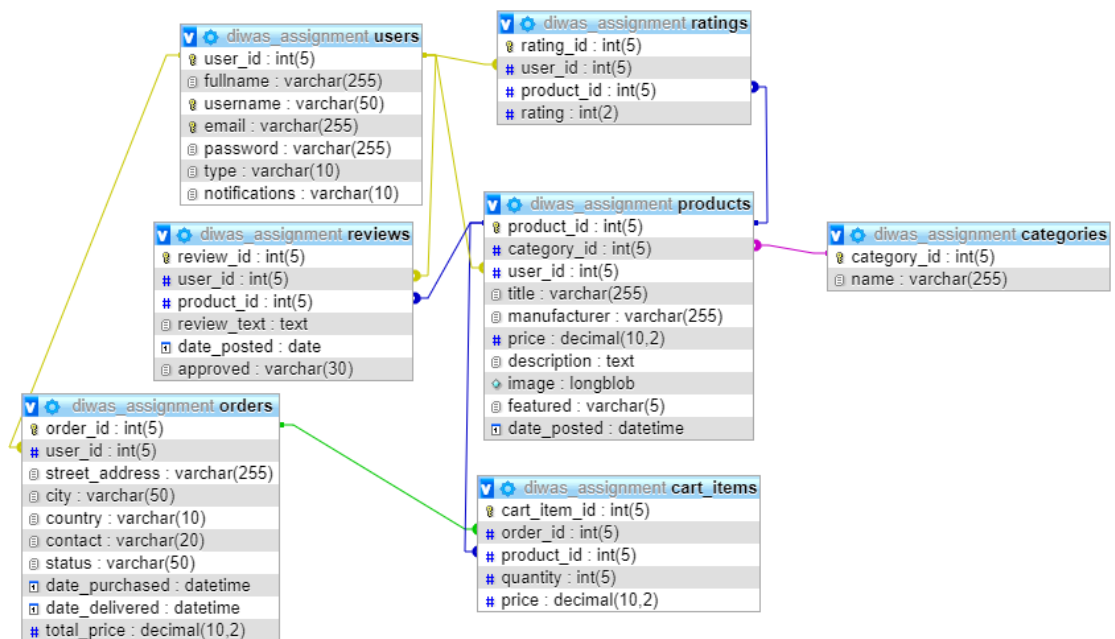 diwas_assignment users
user_id : int(5)
fullname : varchar(255)
username : varchar(50)
email : varchar(255)
password : varchar(255)
type : varchar(10)
notifications : varchar(10)
diwas_assignment ratings
rating_id : int(5)
user_id : int(5)
product_id : int(5)
rating : int(2)
diwas_assignment reviews
review_id : int(5)
user_id : int(5)
product_id : int(5)
review_text : text
date_posted : date
approved : varchar(30)
diwas_assignment products
product_id : int(5)
category_id : int(5)
user_id : int(5)
title : varchar(255)
manufacturer : varchar(255)
price : decimal(10,2)
description : text
image : longblob
featured : varchar(5)
date_posted : datetime
diwas_assignment categories
category_id : int(5)
name : varchar(255)
diwas_assignment orders
order_id : int(5)
user_id : int(5)
street_address : varchar(255)
city : varchar(50)
country : varchar(10)
contact : varchar(20)
status : varchar(50)
date_purchased : datetime
date_delivered : datetime
total_price : decimal(10,2)
diwas_assignment cart_items
cart_item_id : int(5)
order_id : int(5)
product_id : int(5)
quantity : int(5)
price : decimal(10,2)